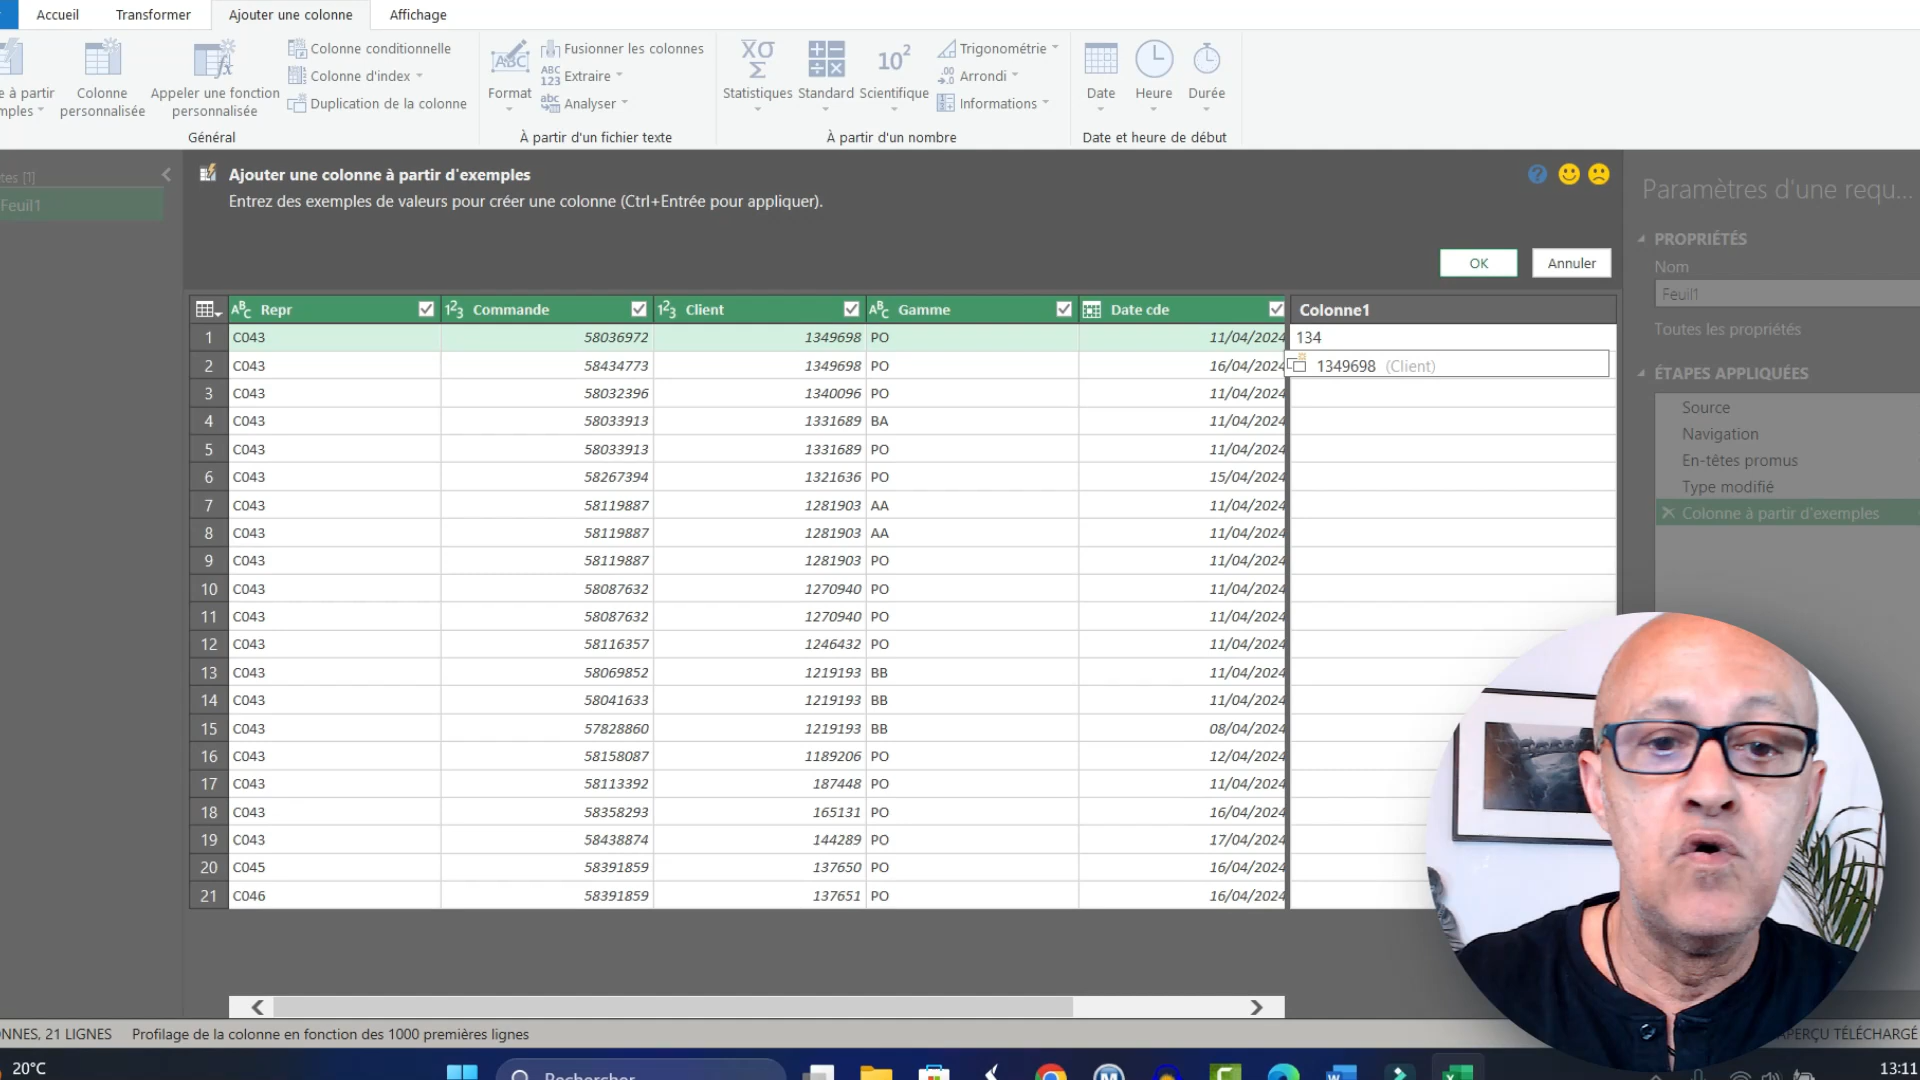 Accueil Transformer Ajouter une colonne Affichage
Colonne conditionnelle Fusionner les colonnes Trigonométrie
Colonne d'index Extraire Arrondi
e à partir Colonne Appeler une fonction Format Statistiques Standard Scientifique Date Heure Durée
mples personnalisée personnalisée Duplication de la colonne Analyser Informations
Général À partir d'un fichier texte À partir d'un nombre Date et heure de début
tes [1] Ajouter une colonne à partir d'exemples Paramètres d'une requ...
Feuil1 Entrez des exemples de valeurs pour créer une colonne (Ctrl+Entrée pour appliquer).
PROPRIÉTÉS
OK Annuler Nom
Feuil1
Repr Commande Client Gamme Date cde Colonne1
Toutes les propriétés
1 C043 58036972 1349698 PO 11/04/2024 134
2 C043 58434773 1349698 PO 16/04/2024 1349698 (Client) ÉTAPES APPLIQUÉES
3 C043 58032396 1340096 PO 11/04/2024 Source
4 C043 58033913 1331689 BA 11/04/2024 Navigation
5 C043 58033913 1331689 PO 11/04/2024 En-têtes promus
6 C043 58267394 1321636 PO 15/04/2024 Type modifié
7 C043 58119887 1281903 AA 11/04/2024 Colonne à partir d'exemples
8 C043 58119887 1281903 AA 11/04/2024
9 C043 58119887 1281903 PO 11/04/2024
10 C043 58087632 1270940 PO 11/04/2024
11 C043 58087632 1270940 PO 11/04/2024
12 C043 58116357 1246432 PO 11/04/2024
13 C043 58069852 1219193 BB 11/04/2024
14 C043 58041633 1219193 BB 11/04/2024
15 C043 57828860 1219193 BB 08/04/2024
16 C043 58158087 1189206 PO 12/04/2024
17 C043 58113392 187448 PO 11/04/2024
18 C043 58358293 165131 PO 16/04/2024
19 C043 58438874 144289 PO 17/04/2024
20 C045 58391859 137650 PO 16/04/2024
21 C046 58391859 137651 PO 16/04/2024
NNES, 21 LIGNES Profilage de la colonne en fonction des 1000 premières lignes APERÇU TÉLÉCHARGÉ
20°C Rechercher 13:11